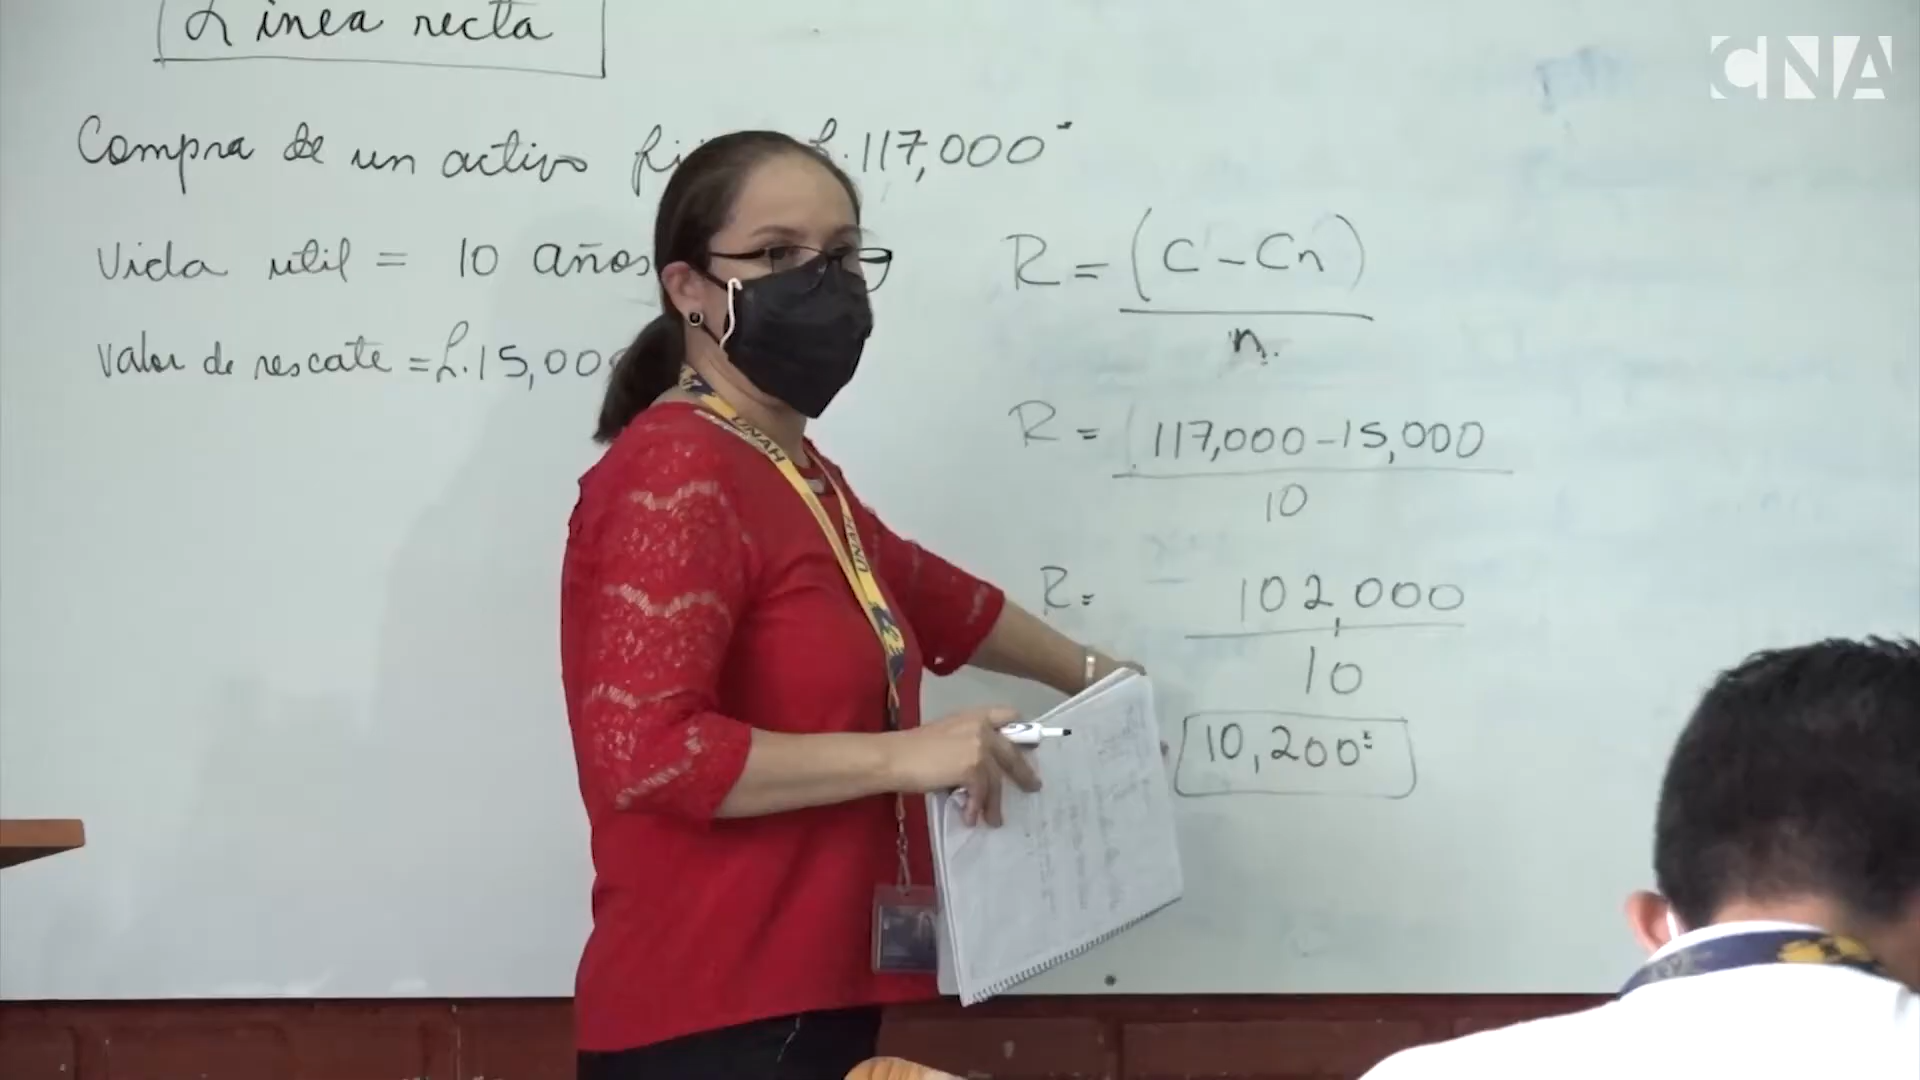 Linea recta
Compra de un activo L.117,000
Vida util = 10 años
Valor de rescate = L.15,00
R = (C - Cn)
n
R = (117,000 - 15,000
10
R = 102,000
10
10,200
UNAH
UNAH
CNA